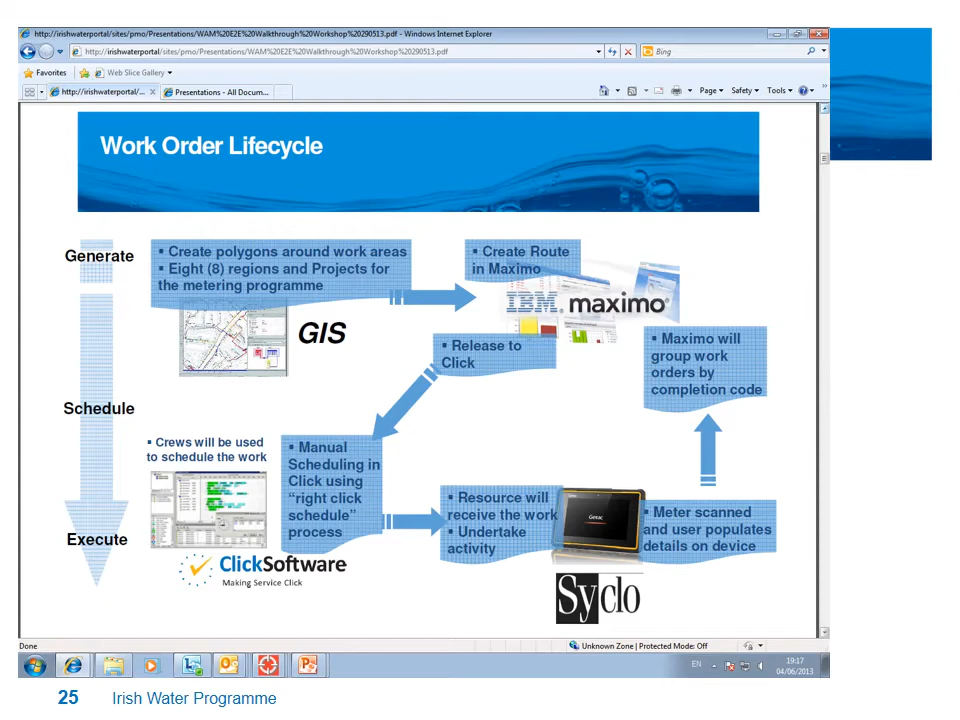 http://irishwaterportal/sites/pmo/Presentations/WAM%20E2E%20Walkthrough%20Workshop%20290513.pdf - Windows Internet Explorer
http://irishwaterportal/sites/pmo/Presentations/WAM%20E2E%20Walkthrough%20Workshop%20290513.pdf
Bing
Favorites
Web Slice Gallery
http://irishwaterportal/...
Presentations - All Docum...
Page
Safety
Tools
Work Order Lifecycle
Generate
▪ Create polygons around work areas
▪ Eight (8) regions and Projects for
the metering programme
▪ Create Route
in Maximo
IBM. maximo
GIS
▪ Release to
Click
▪ Maximo will
group work
orders by
completion code
Schedule
▪ Crews will be used
to schedule the work
▪ Manual
Scheduling in
Click using
“right click
schedule”
process
▪ Resource will
receive the work
▪ Undertake
activity
Getac
▪ Meter scanned
and user populates
details on device
Execute
ClickSoftware
Making Service Click
Syclo
Done
Unknown Zone | Protected Mode: Off
EN
19:17
04/06/2013
25
Irish Water Programme